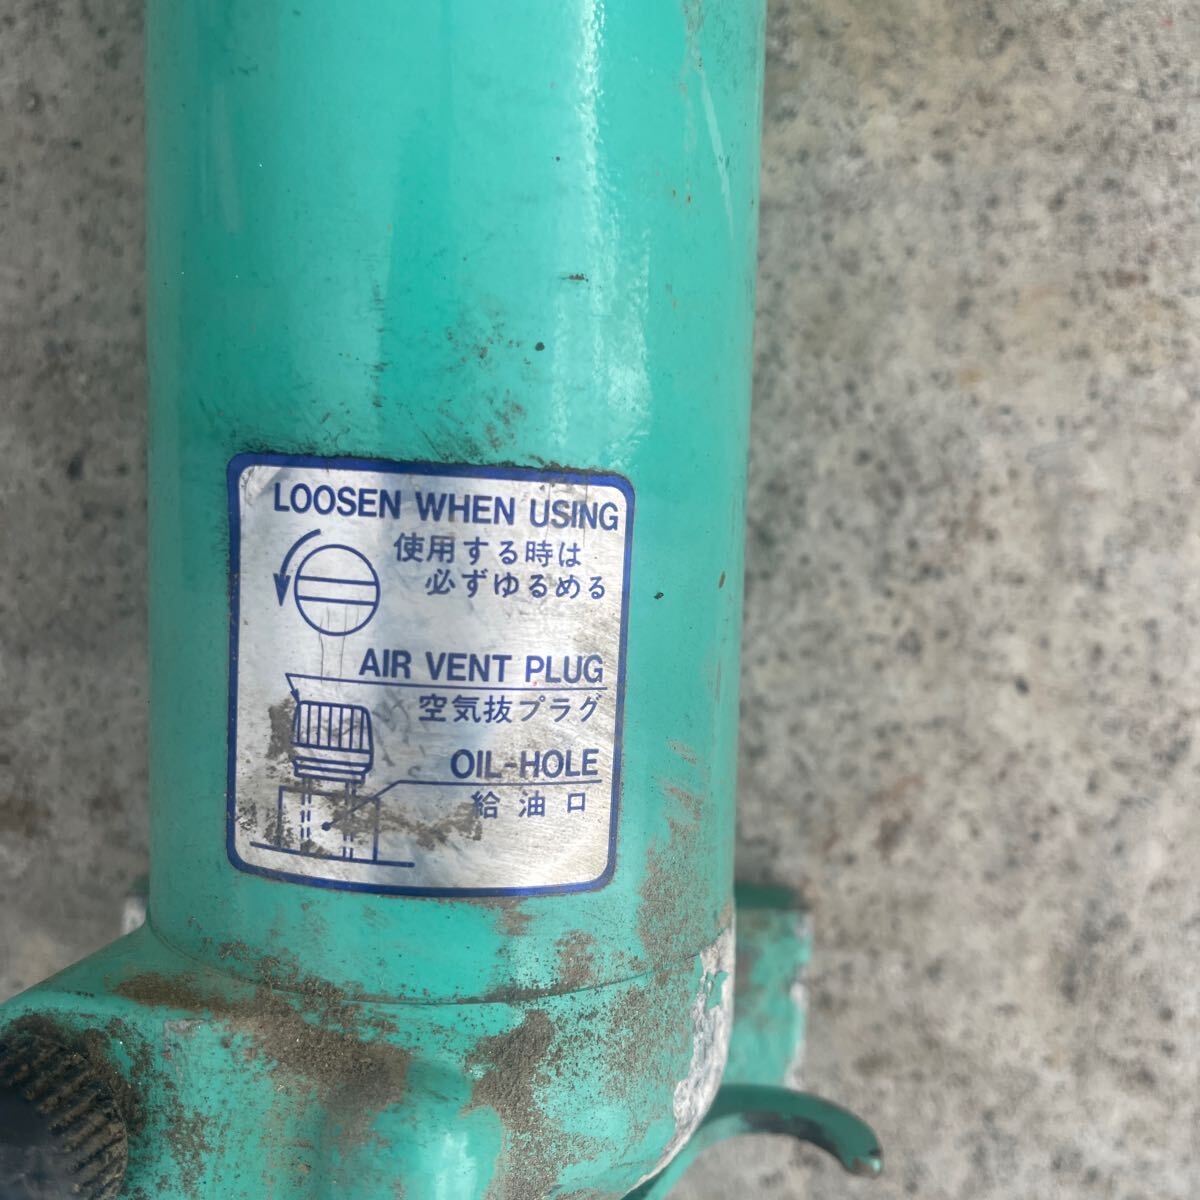 LOOSEN WHEN USING
使用する時は
必ずゆるめる
AIR VENT PLUG
空気抜プラグ
OIL-HOLE
給油口